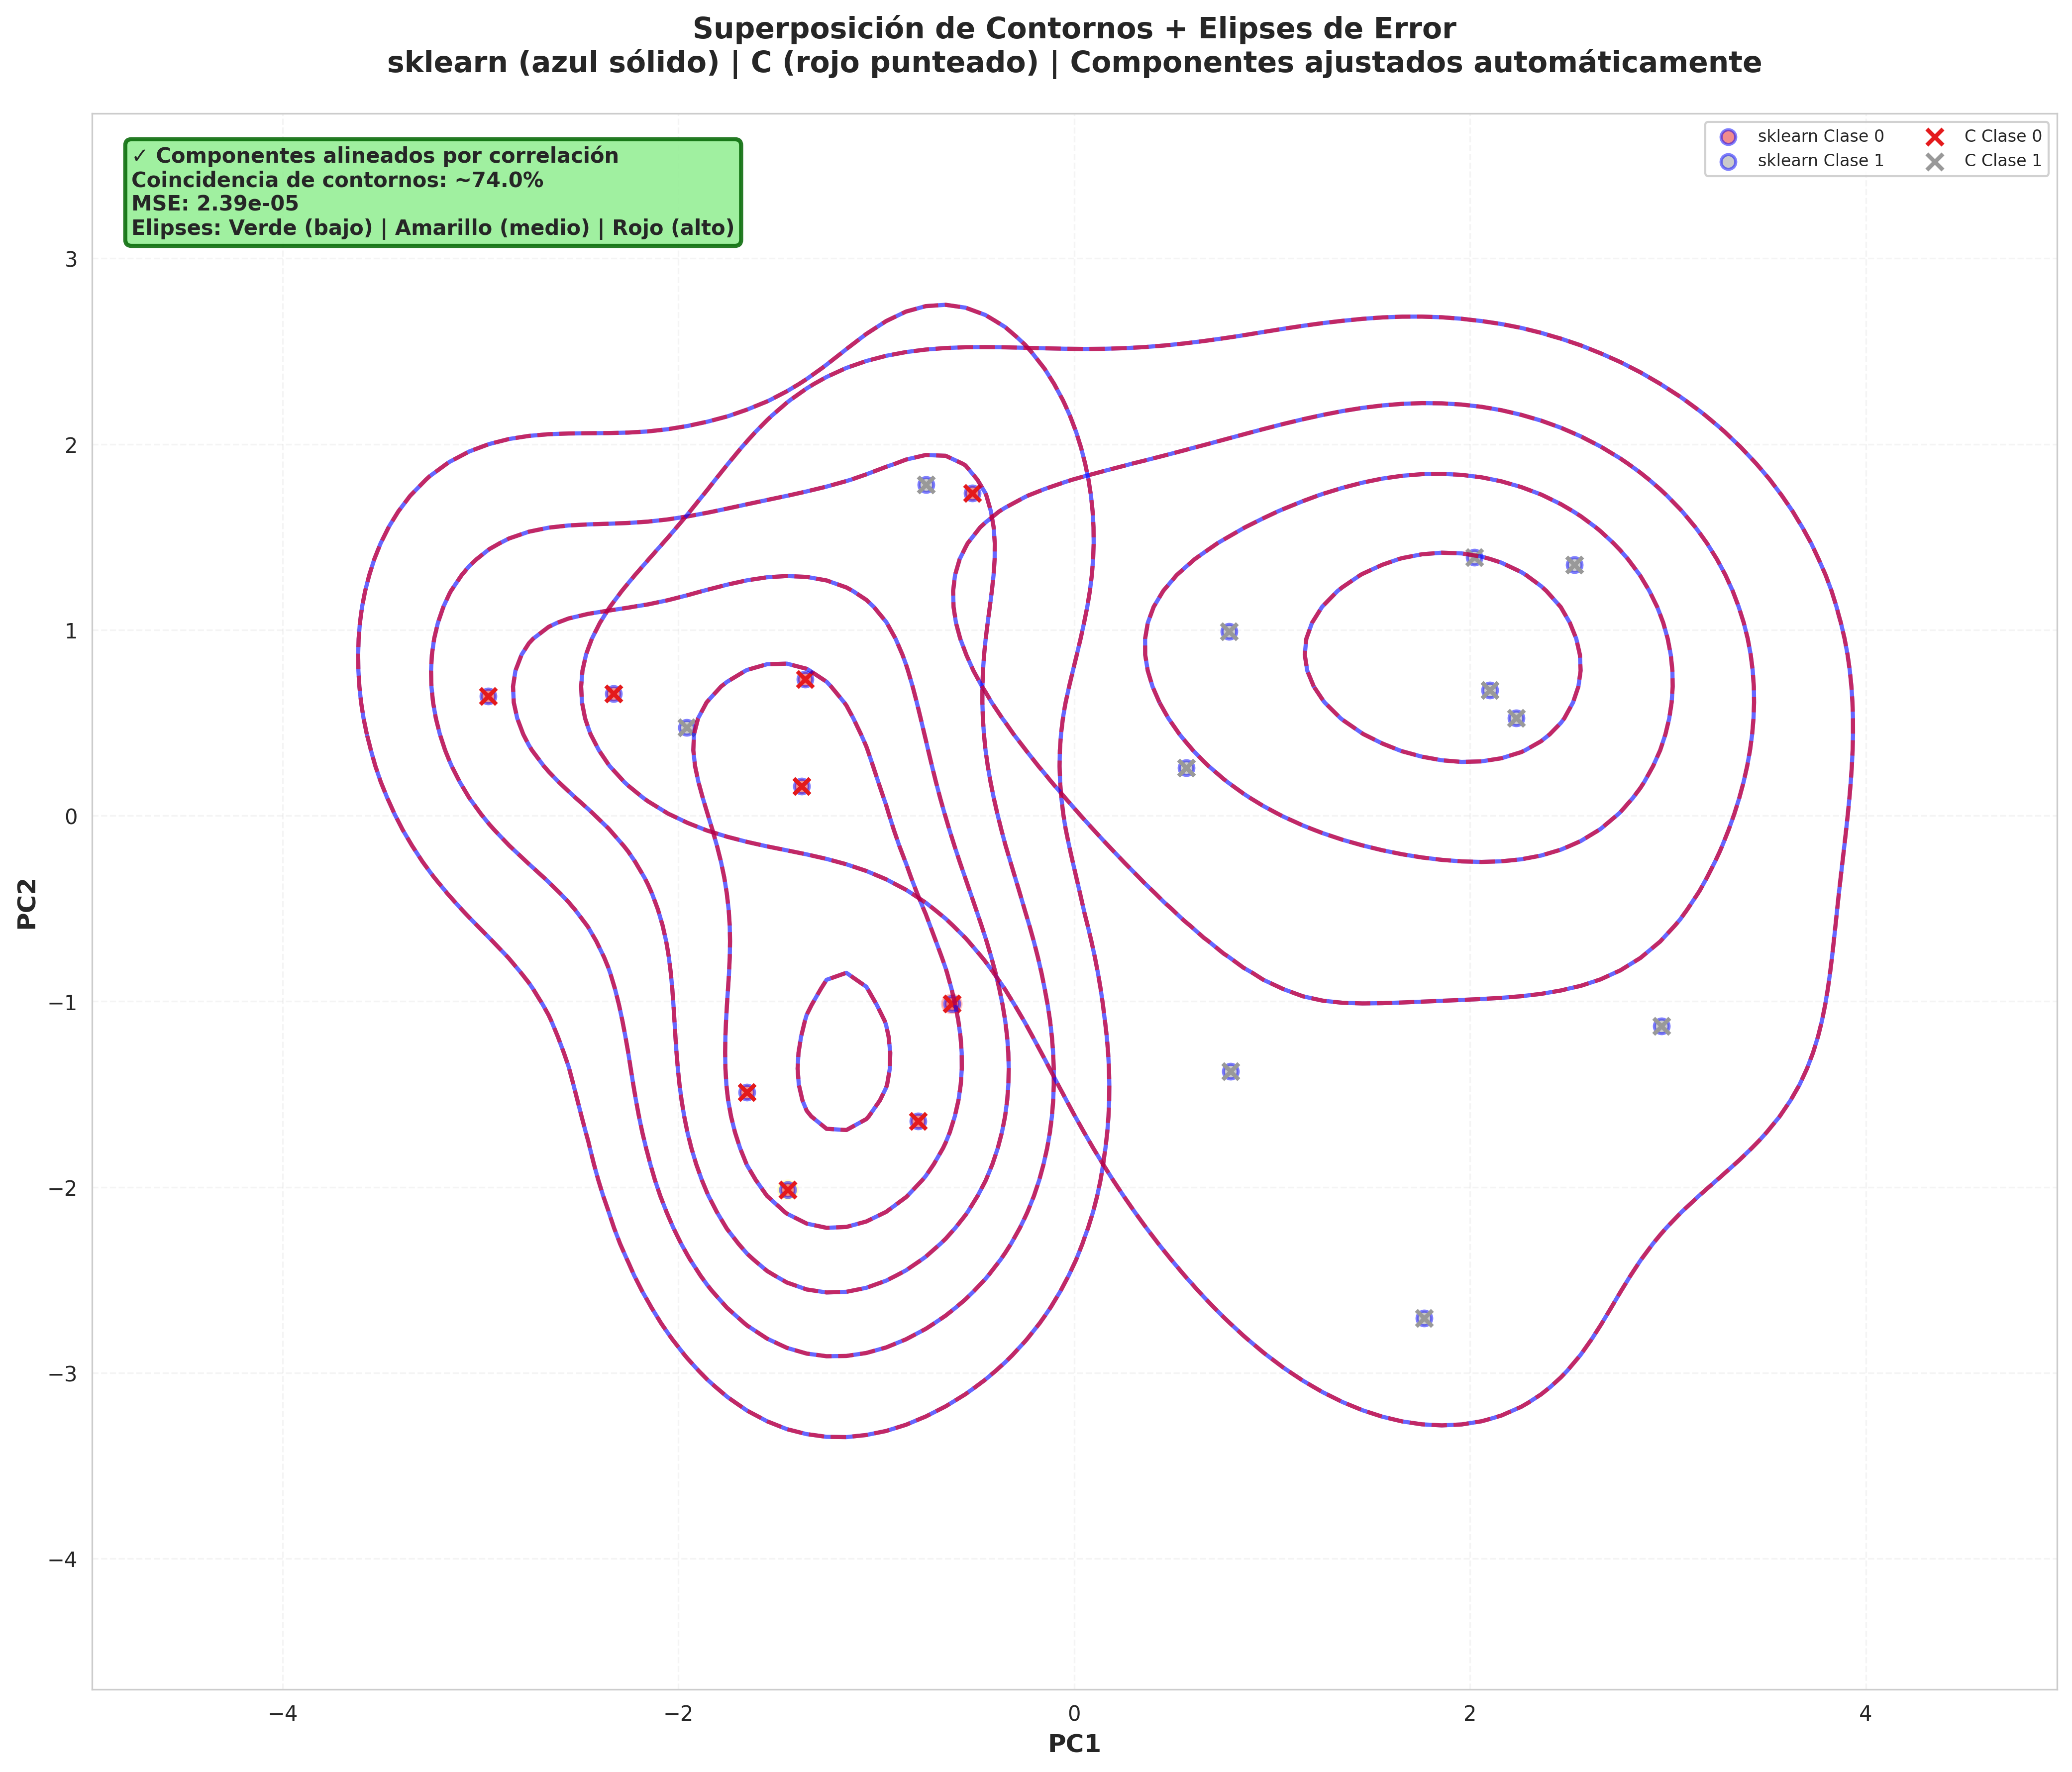 Superposición de Contornos + Elipses de Error
sklearn (azul sólido) | C (rojo punteado) | Componentes ajustados automáticamente
✓ Componentes alineados por correlación
Coincidencia de contornos: ~74.0%
MSE: 2.39e-05
Elipses: Verde (bajo) | Amarillo (medio) | Rojo (alto)
sklearn Clase 0
C Clase 0
sklearn Clase 1
C Clase 1
3
2
1
0
−1
−2
−3
−4
PC2
−4
−2
0
2
4
PC1